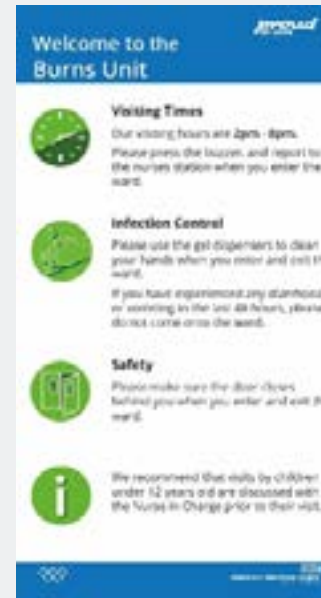 proud
Welcome to the
Burns Unit
Visiting Times
Our visiting hours are 2pm - 8pm.
Please press the buzzer, and report to
the nurses station when you enter the
ward.
Infection Control
Please use the gel dispensers to clean
your hands when you enter and exit th
ward.
If you have experienced any diarrhoea
or vomiting in the last 48 hours, please
do not come onto the ward.
Safety
Please make sure the door closes
behind you when you enter and exit th
ward.
We recommend that visits by children
under 12 years old are discussed with
the Nurse in Charge prior to their visit.